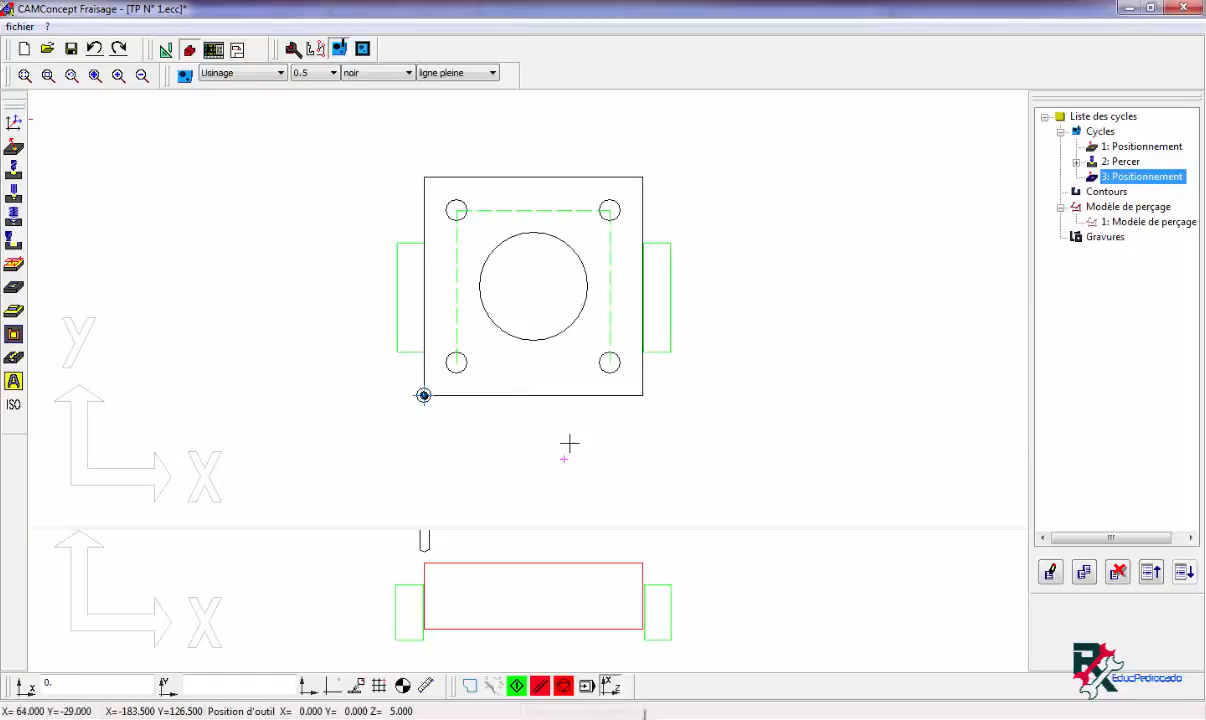 CAMConcept Fraisage - [TP N° 1.ecc]*
fichier ?
Usinage 0.5 noir ligne pleine
Liste des cycles
Cycles
1: Positionnement
2: Percer
3: Positionnement
Contours
Modèle de perçage
1: Modèle de perçage
Gravures
A
ISO
Y
X
X
X
Y
0.
X
Z
EducPedrocado
X= 64.000 Y=-29.000 X=-183.500 Y=126.500 Position d'outil X= 0.000 Y= 0.000 Z= 5.000